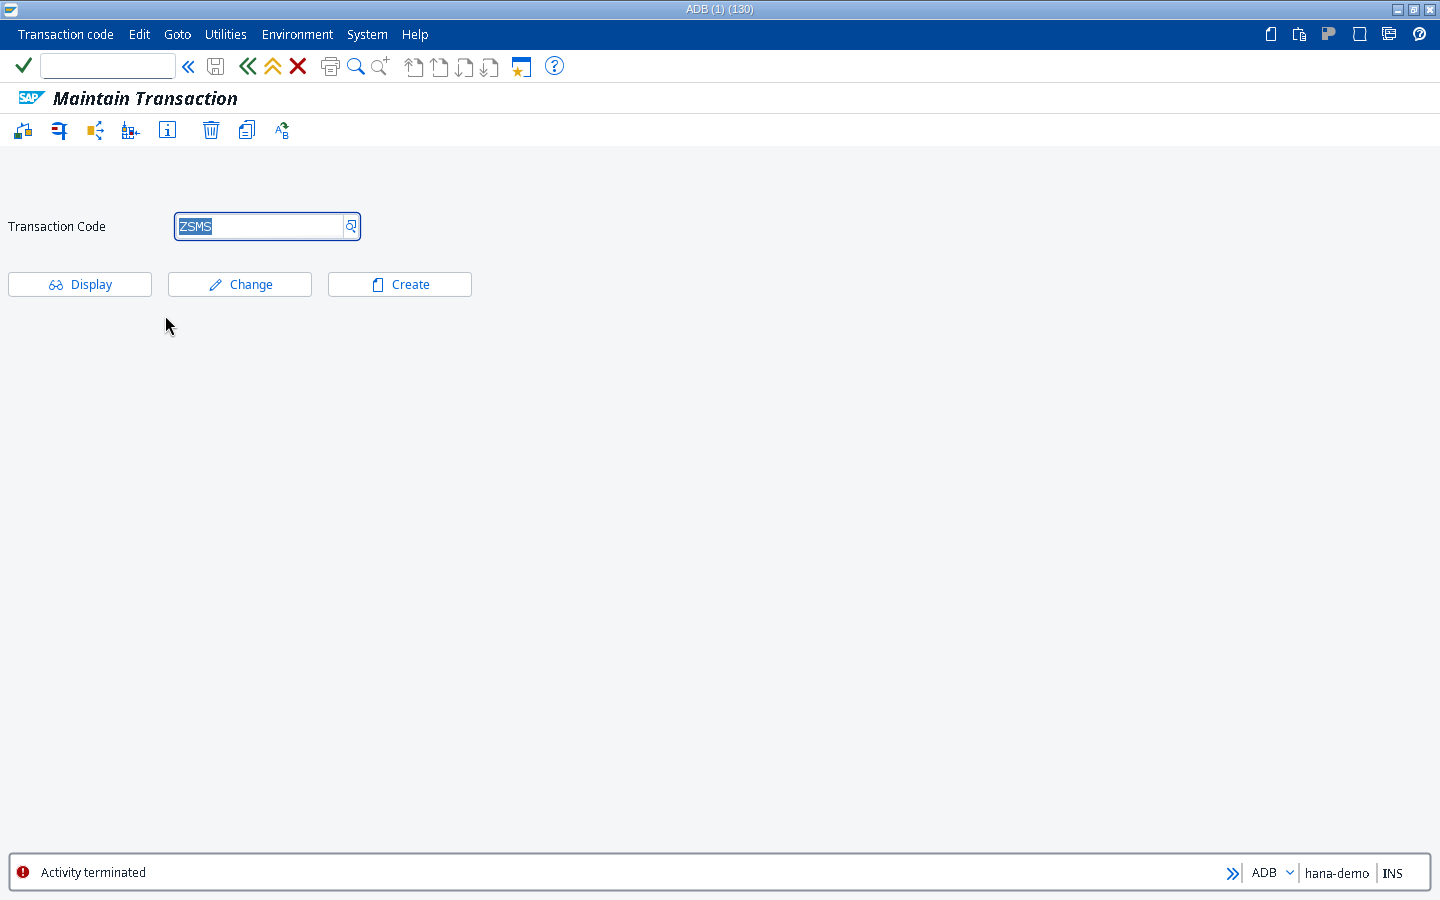 ADB (1) (130)
Transaction code Edit Goto Utilities Environment System Help
SAP Maintain Transaction
Transaction Code ZSMS
Display Change Create
Activity terminated ADB hana-demo INS